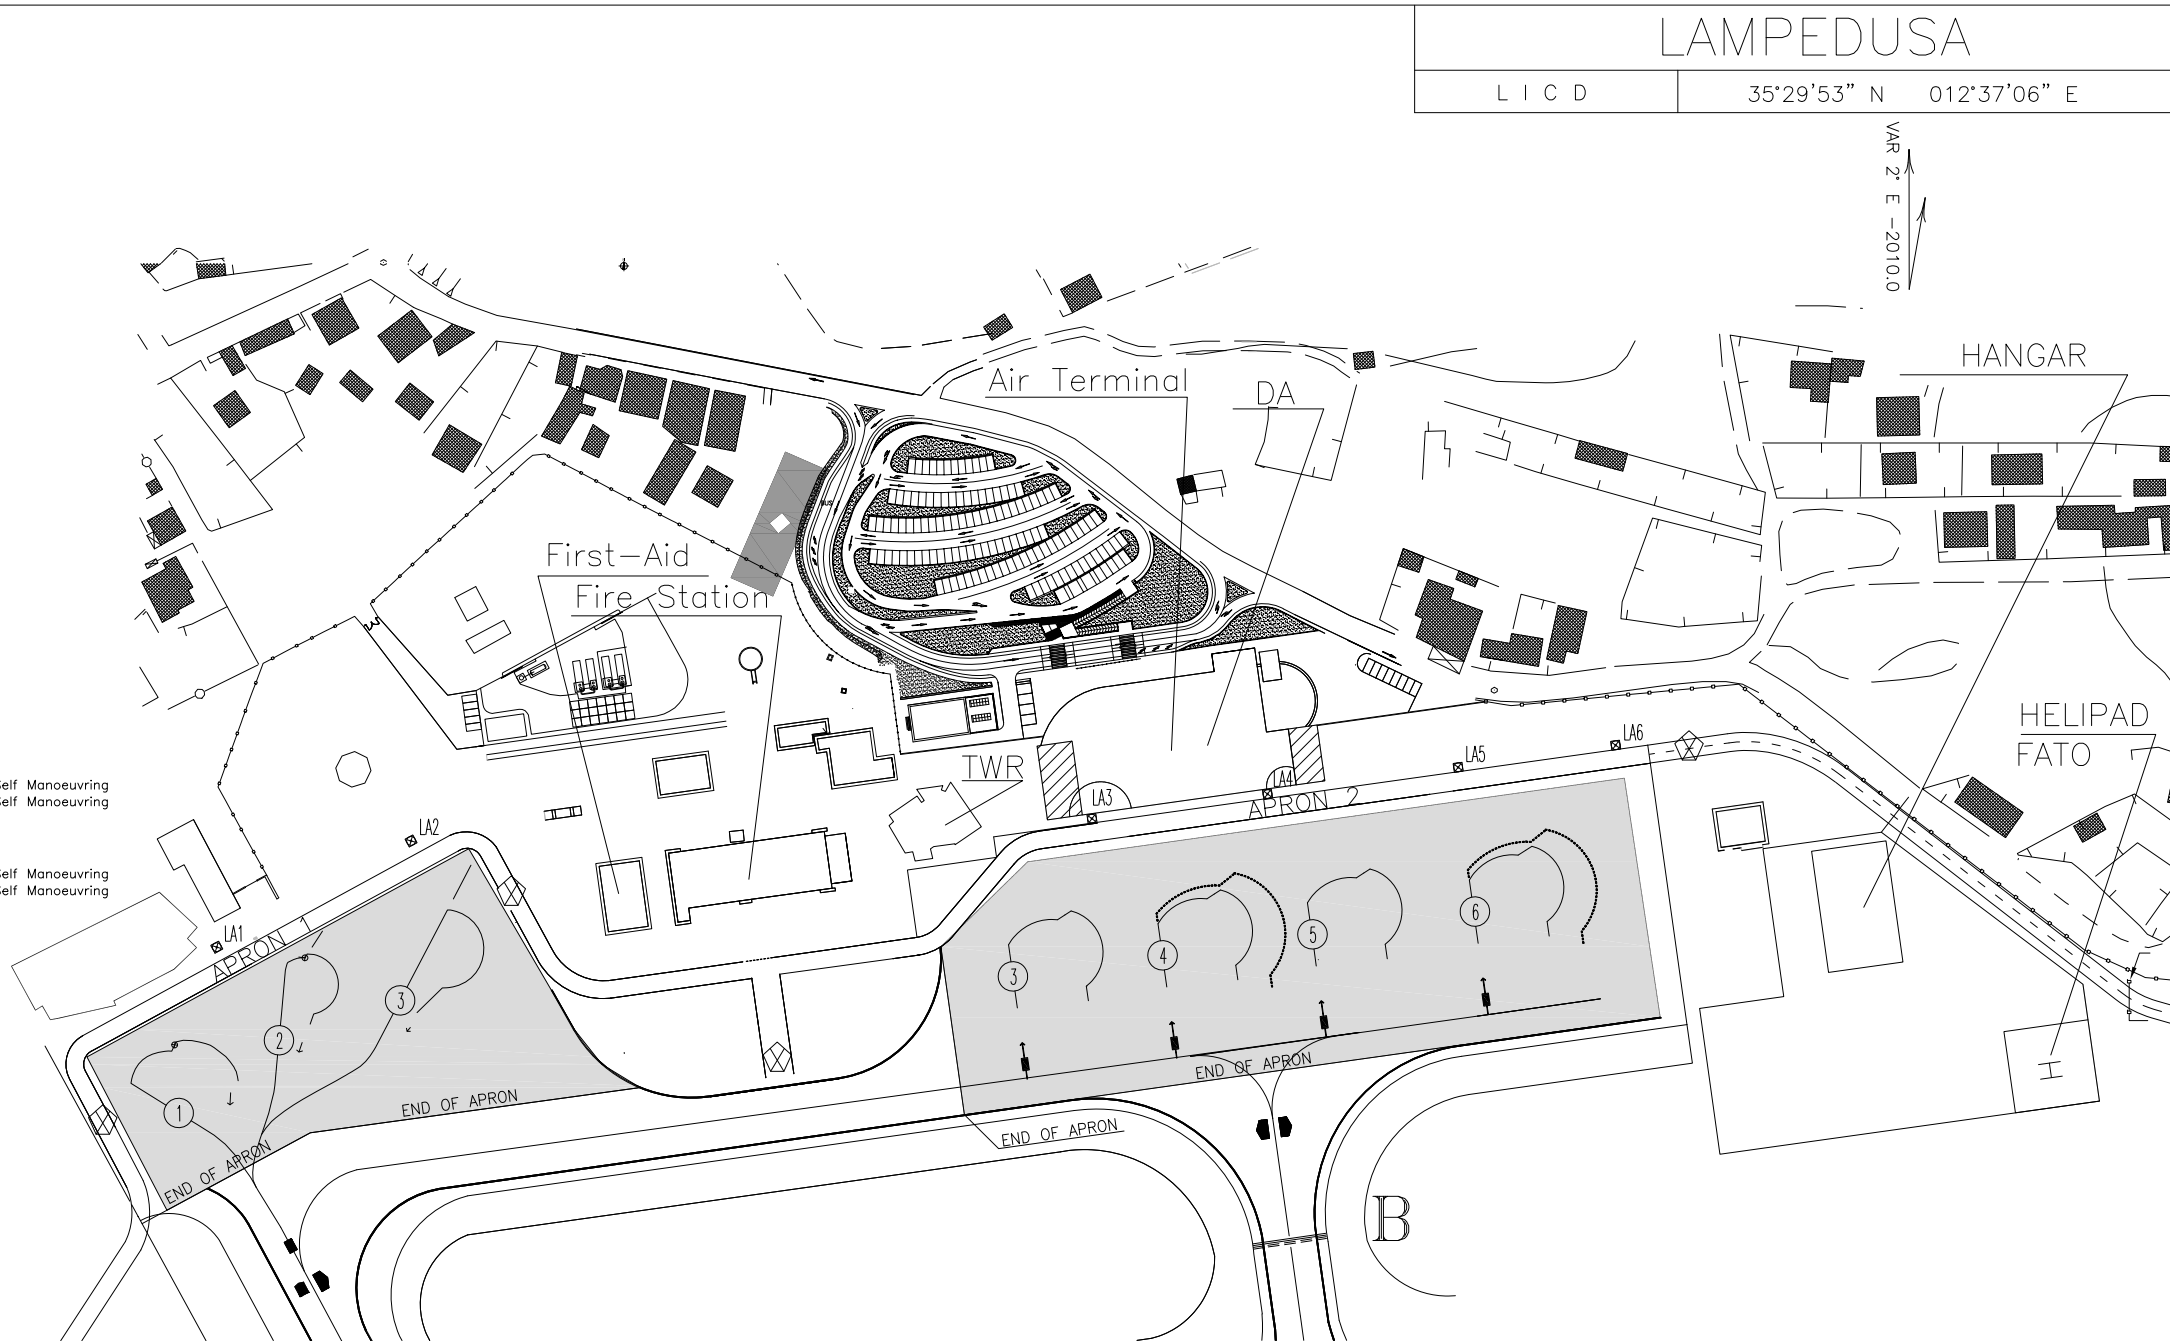 LAMPEDUSA
L I C D
35°29'53" N 012°37'06" E
VAR 2° E -2010.0
HANGAR
Air Terminal
DA
BUS
First-Aid
Fire Station
HELIPAD
FATO
TWR
LA6
LA5
LA4
LA3
APRON 2
LA2
Self Manoeuvring
Self Manoeuvring
Self Manoeuvring
Self Manoeuvring
LA1
APRON 1
6
5
4
3
3
2
1
H
END OF APRON
END OF APRON
END OF APRON
END OF APRON
B